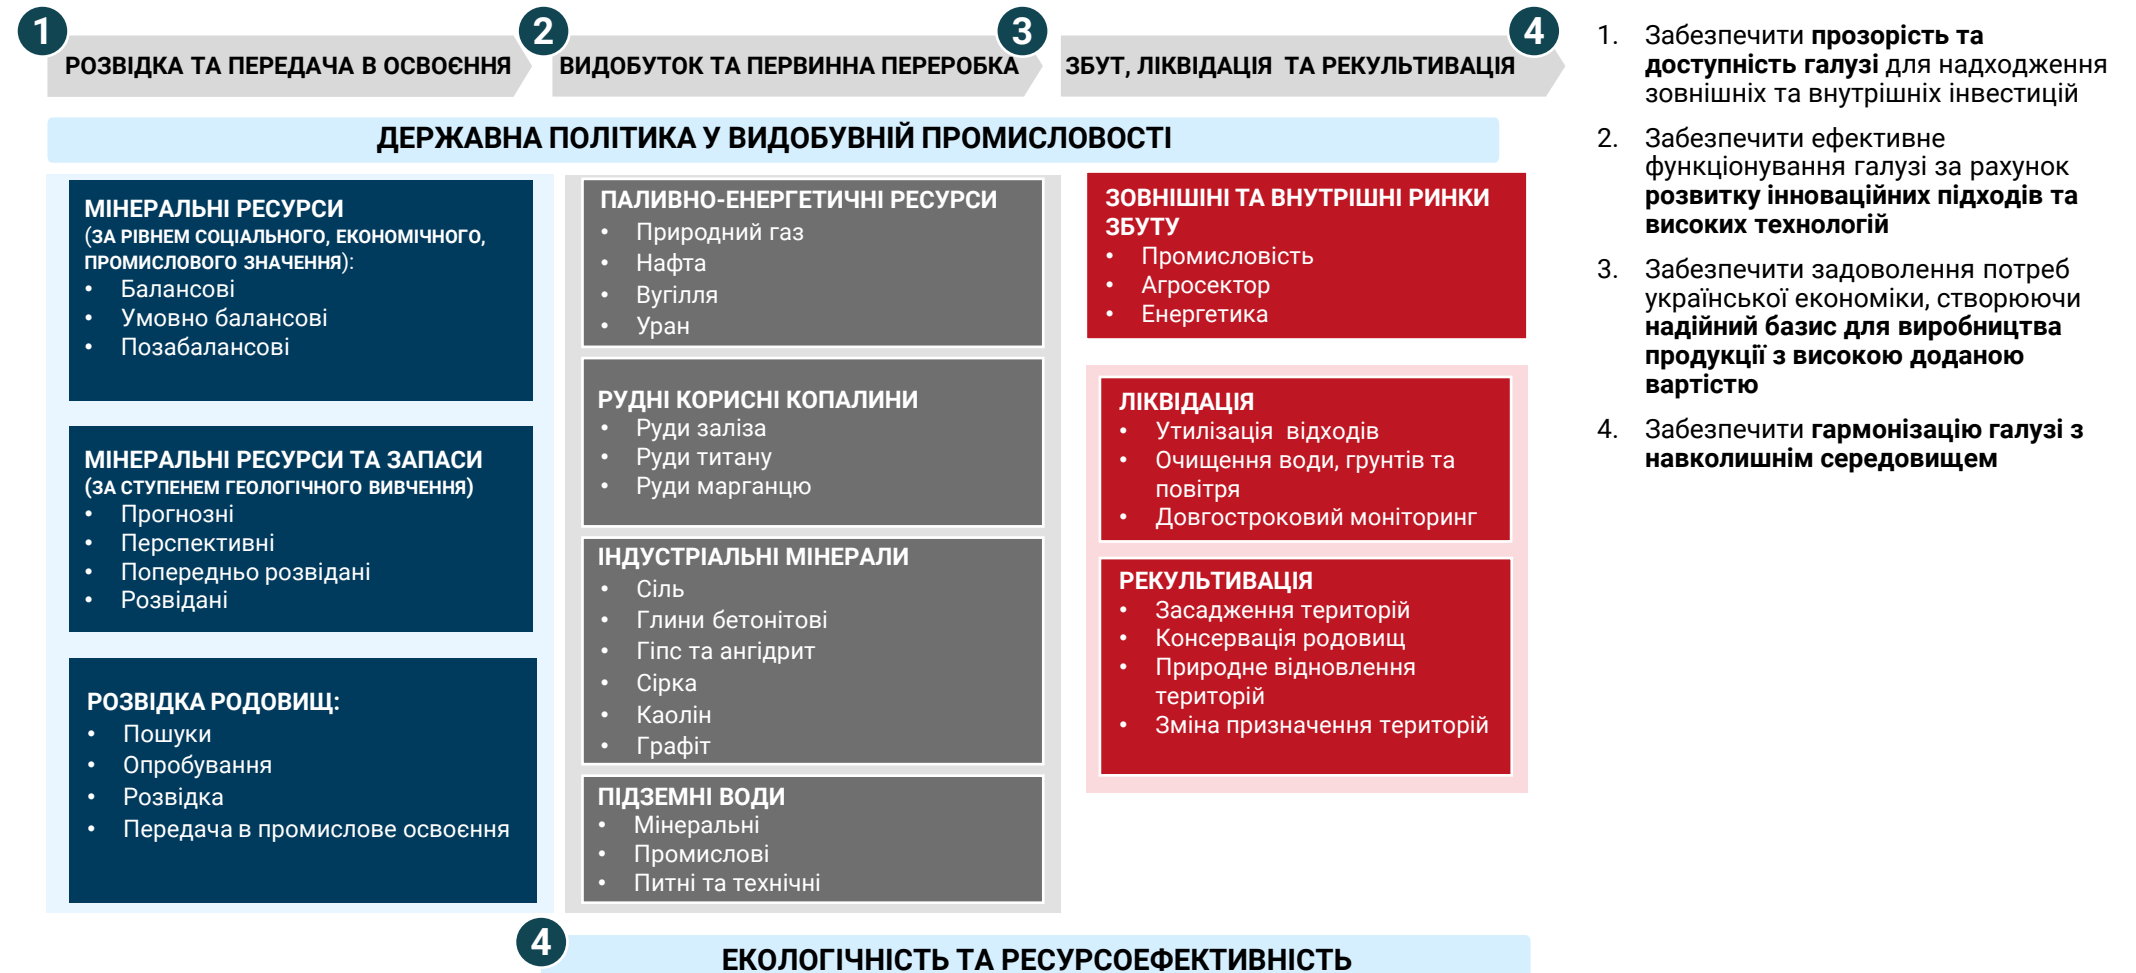 1
2
3
4
РОЗВІДКА ТА ПЕРЕДАЧА В ОСВОЄННЯ
ВИДОБУТОК ТА ПЕРВИННА ПЕРЕРОБКА
ЗБУТ, ЛІКВІДАЦІЯ ТА РЕКУЛЬТИВАЦІЯ
ДЕРЖАВНА ПОЛІТИКА У ВИДОБУВНІЙ ПРОМИСЛОВОСТІ
МІНЕРАЛЬНІ РЕСУРСИ
(ЗА РІВНЕМ СОЦІАЛЬНОГО, ЕКОНОМІЧНОГО,
ПРОМИСЛОВОГО ЗНАЧЕННЯ):
• Балансові
• Умовно балансові
• Позабалансові
МІНЕРАЛЬНІ РЕСУРСИ ТА ЗАПАСИ
(ЗА СТУПЕНЕМ ГЕОЛОГІЧНОГО ВИВЧЕННЯ)
• Прогнозні
• Перспективні
• Попередньо розвідані
• Розвідані
РОЗВІДКА РОДОВИЩ:
• Пошуки
• Опробування
• Розвідка
• Передача в промислове освоєння
ПАЛИВНО-ЕНЕРГЕТИЧНІ РЕСУРСИ
• Природний газ
• Нафта
• Вугілля
• Уран
РУДНІ КОРИСНІ КОПАЛИНИ
• Руди заліза
• Руди титану
• Руди марганцю
ІНДУСТРІАЛЬНІ МІНЕРАЛИ
• Сіль
• Глини бетонітові
• Гіпс та ангідрит
• Сірка
• Каолін
• Графіт
ПІДЗЕМНІ ВОДИ
• Мінеральні
• Промислові
• Питні та технічні
ЗОВНІШІНІ ТА ВНУТРІШНІ РИНКИ
ЗБУТУ
• Промисловість
• Агросектор
• Енергетика
ЛІКВІДАЦІЯ
• Утилізація відходів
• Очищення води, грунтів та
повітря
• Довгостроковий моніторинг
РЕКУЛЬТИВАЦІЯ
• Засадження територій
• Консервація родовищ
• Природне відновлення
територій
• Зміна призначення територій
4
ЕКОЛОГІЧНІСТЬ ТА РЕСУРСОЕФЕКТИВНІСТЬ
1. Забезпечити прозорість та
доступність галузі для надходження
зовнішніх та внутрішніх інвестицій
2. Забезпечити ефективне
функціонування галузі за рахунок
розвитку інноваційних підходів та
високих технологій
3. Забезпечити задоволення потреб
української економіки, створюючи
надійний базис для виробництва
продукції з високою доданою
вартістю
4. Забезпечити гармонізацію галузі з
навколишнім середовищем